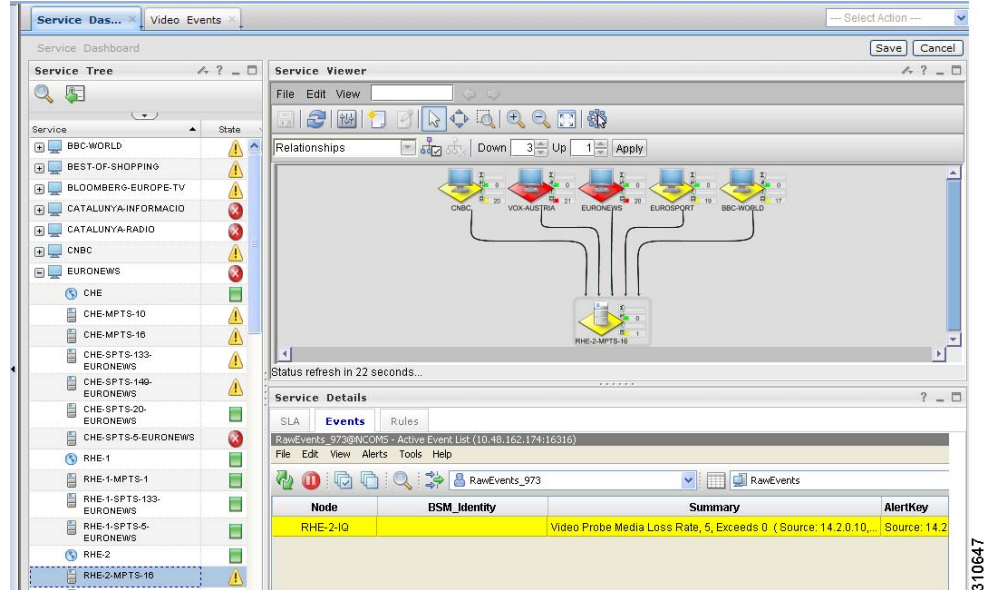 Service Das... Video Events --- Select Action ---
Service Dashboard Save Cancel
Service Tree ? Service Viewer ?
File Edit View
Relationships Down 3 Up 1 Apply
Service State
BBC-WORLD
BEST-OF-SHOPPING
BLOOMBERG-EUROPE-TV
CATALUNYA-INFORMACIO
CATALUNYA-RADIO
CNBC
EURONEWS
CHE
CHE-MPTS-10
CHE-MPTS-16
CHE-SPTS-133-
EURONEWS
CHE-SPTS-149-
EURONEWS
CHE-SPTS-20-
EURONEWS
CHE-SPTS-5-EURONEWS
RHE-1
RHE-1-MPTS-1
RHE-1-SPTS-133-
EURONEWS
RHE-1-SPTS-5-
EURONEWS
RHE-2
RHE-2-MPTS-16
0 0 0 0 0
20 21 20 19 17
CNBC VOX-AUSTRIA EURONEWS EUROSPORT BBC-WORLD
0
1
RHE-2-MPTS-16
Status refresh in 22 seconds...
Service Details ?
SLA Events Rules
RawEvents_973@NCOMS - Active Event List (10.48.162.174:16316)
File Edit View Alerts Tools Help
RawEvents_973 RawEvents
Node BSM_Identity Summary AlertKey
RHE-2-IQ Video Probe Media Loss Rate, 5, Exceeds 0 (Source: 14.2.0.10,... Source: 14.2
310647